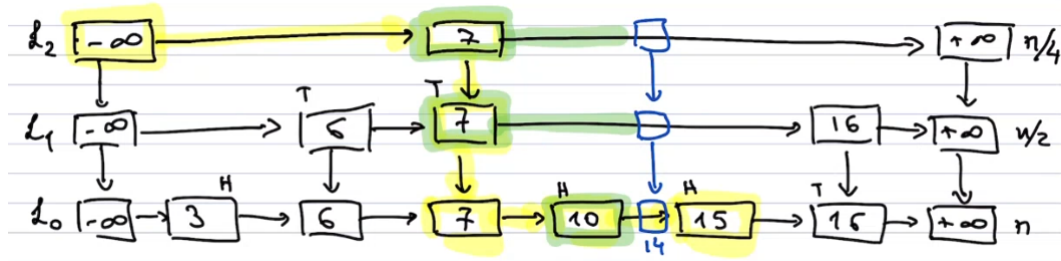 L₂ -∞ 7 +∞ n/4
T T
L₁ -∞ 6 7 16 +∞ n/2
H H H T
L₀ -∞ 3 6 7 10 15 16 +∞ n
14